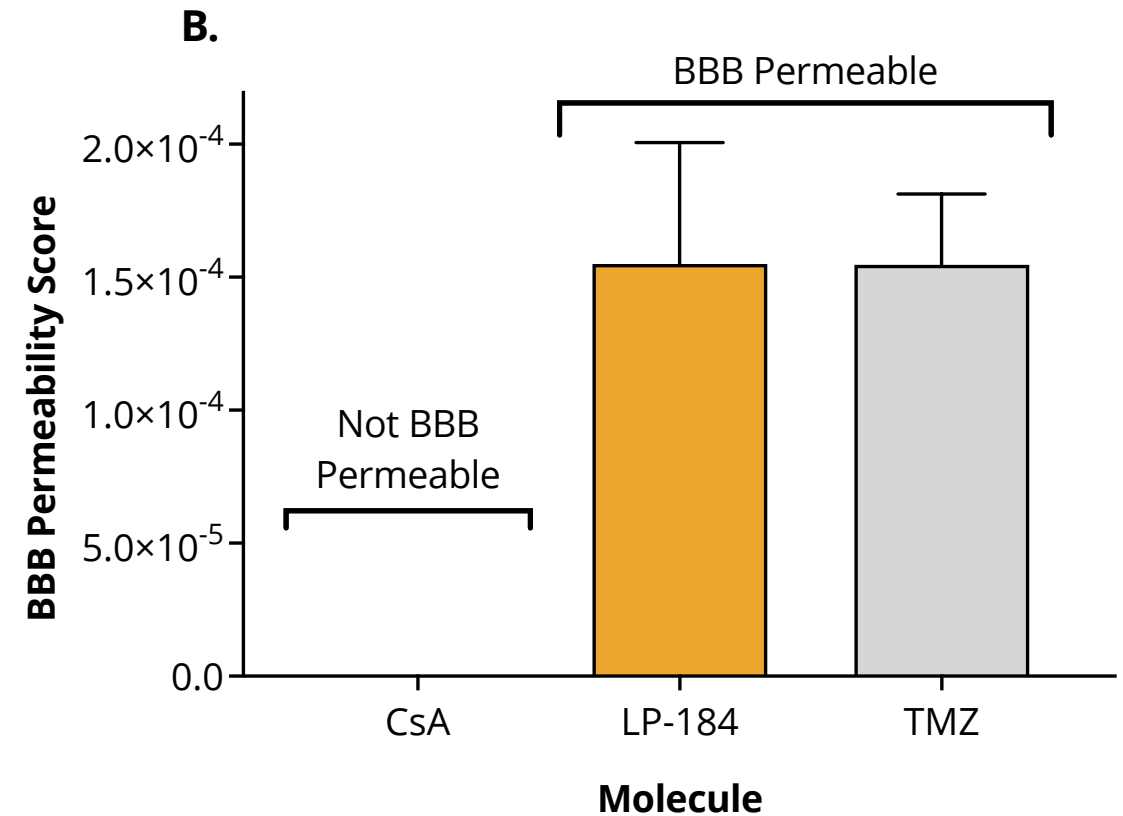 B.
BBB Permeable
BBB Permeability Score
2.0×10⁻⁴
1.5×10⁻⁴
1.0×10⁻⁴
5.0×10⁻⁵
0.0
Not BBB
Permeable
CsA
LP-184
TMZ
Molecule